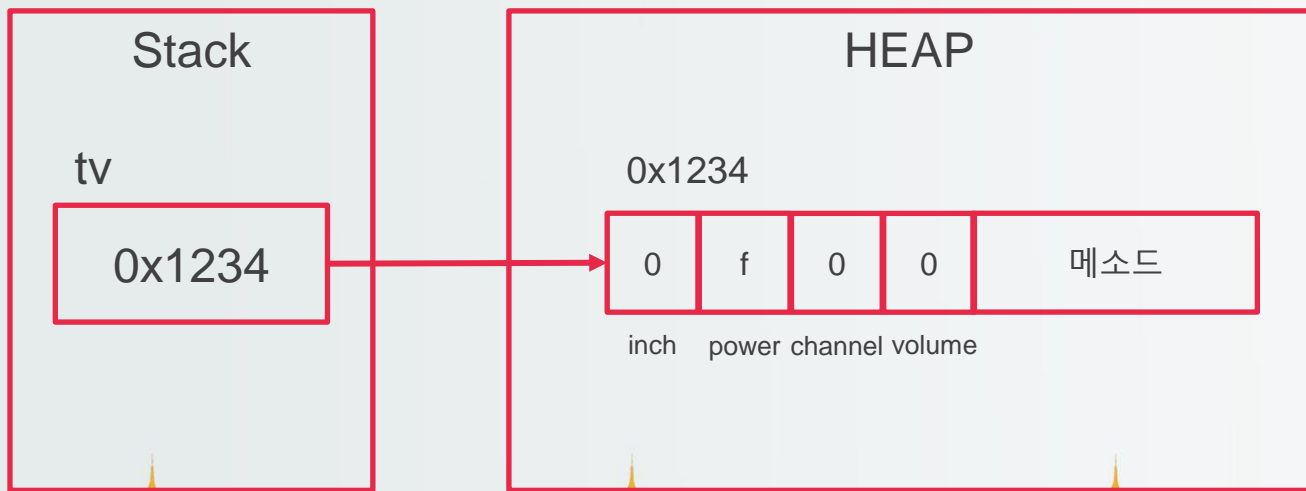 Stack
HEAP
tv
0x1234
0x1234
0 f 0 0 메소드
inch power channel volume